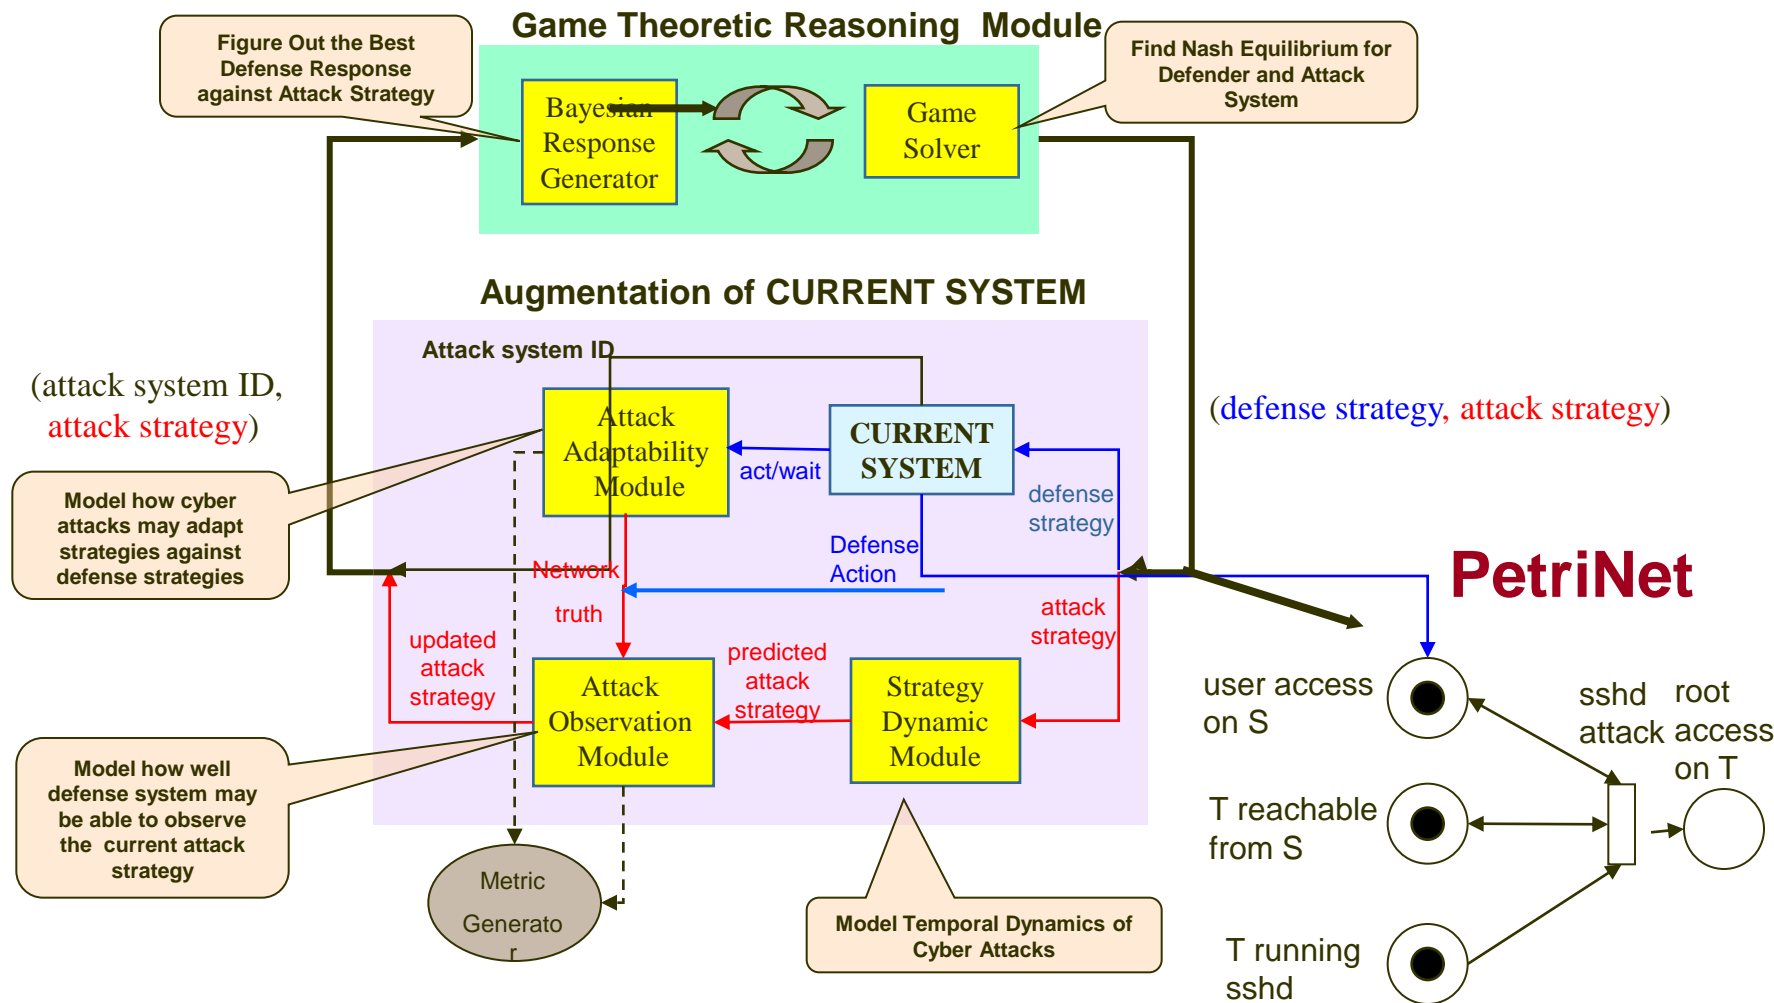 Game Theoretic Reasoning Module
Figure Out the Best
Defense Response
against Attack Strategy
Find Nash Equilibrium for
Defender and Attack
System
Bayesian
Response
Generator
Game
Solver
Augmentation of CURRENT SYSTEM
Attack system ID
(attack system ID,
attack strategy)
(defense strategy, attack strategy)
Attack
Adaptability
Module
CURRENT
SYSTEM
act/wait
defense
strategy
Model how cyber
attacks may adapt
strategies against
defense strategies
Defense
Action
Network
truth
PetriNet
attack
strategy
updated
attack
strategy
predicted
attack
strategy
Attack
Observation
Module
Strategy
Dynamic
Module
user access
on S
sshd
attack
root
access
on T
Model how well
defense system may
be able to observe
the current attack
strategy
T reachable
from S
Metric
Generato
r
Model Temporal Dynamics of
Cyber Attacks
T running
sshd